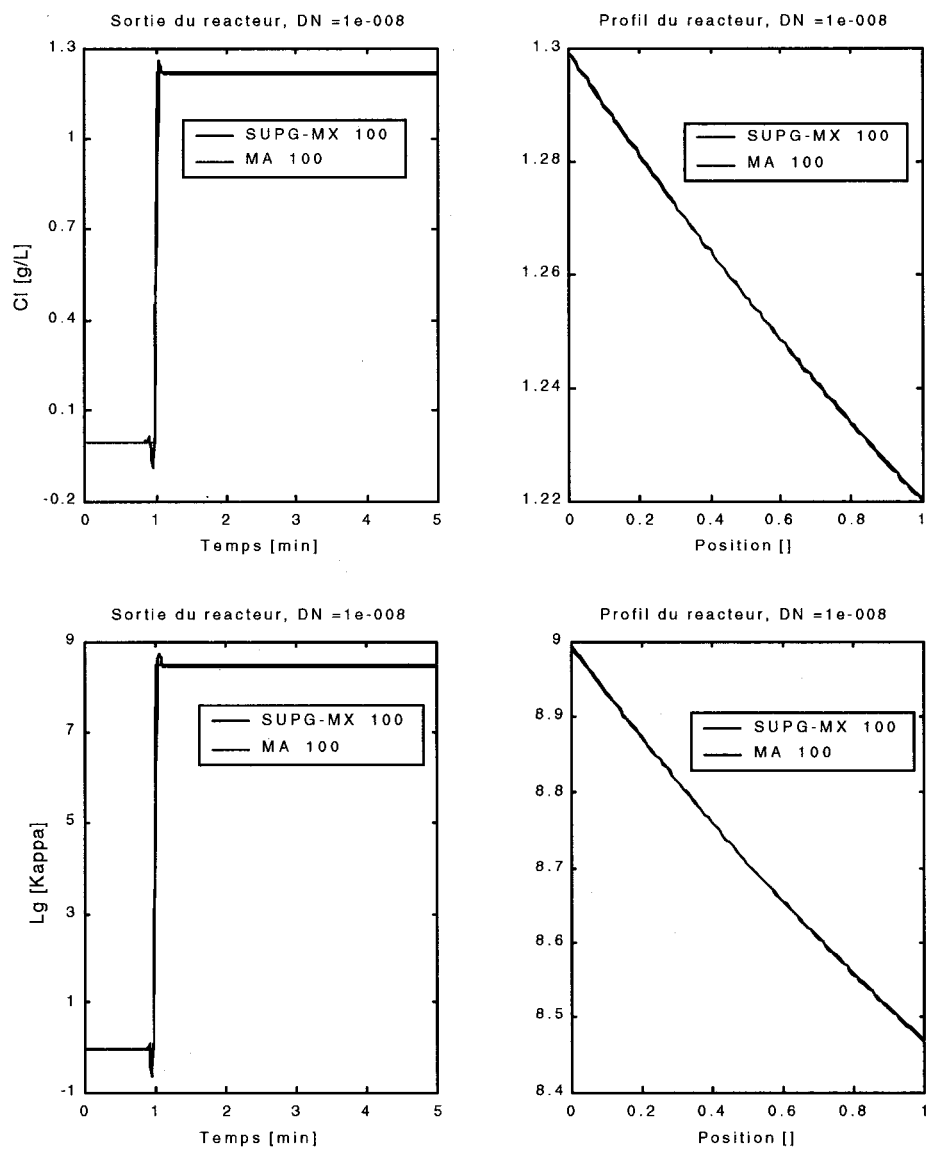 Sortie du reacteur, DN =1e-008
1.3
1
0.7
0.4
0.1
-0.2
Cl [g/L]
SUPG-MX 100
MA 100
0 1 2 3 4 5
Temps [min]
Profil du reacteur, DN =1e-008
1.3
1.28
1.26
1.24
1.22
SUPG-MX 100
MA 100
0 0.2 0.4 0.6 0.8 1
Position []
Sortie du reacteur, DN =1e-008
9
7
5
3
1
-1
Lg [Kappa]
SUPG-MX 100
MA 100
0 1 2 3 4 5
Temps [min]
Profil du reacteur, DN =1e-008
9
8.9
8.8
8.7
8.6
8.5
8.4
SUPG-MX 100
MA 100
0 0.2 0.4 0.6 0.8 1
Position []